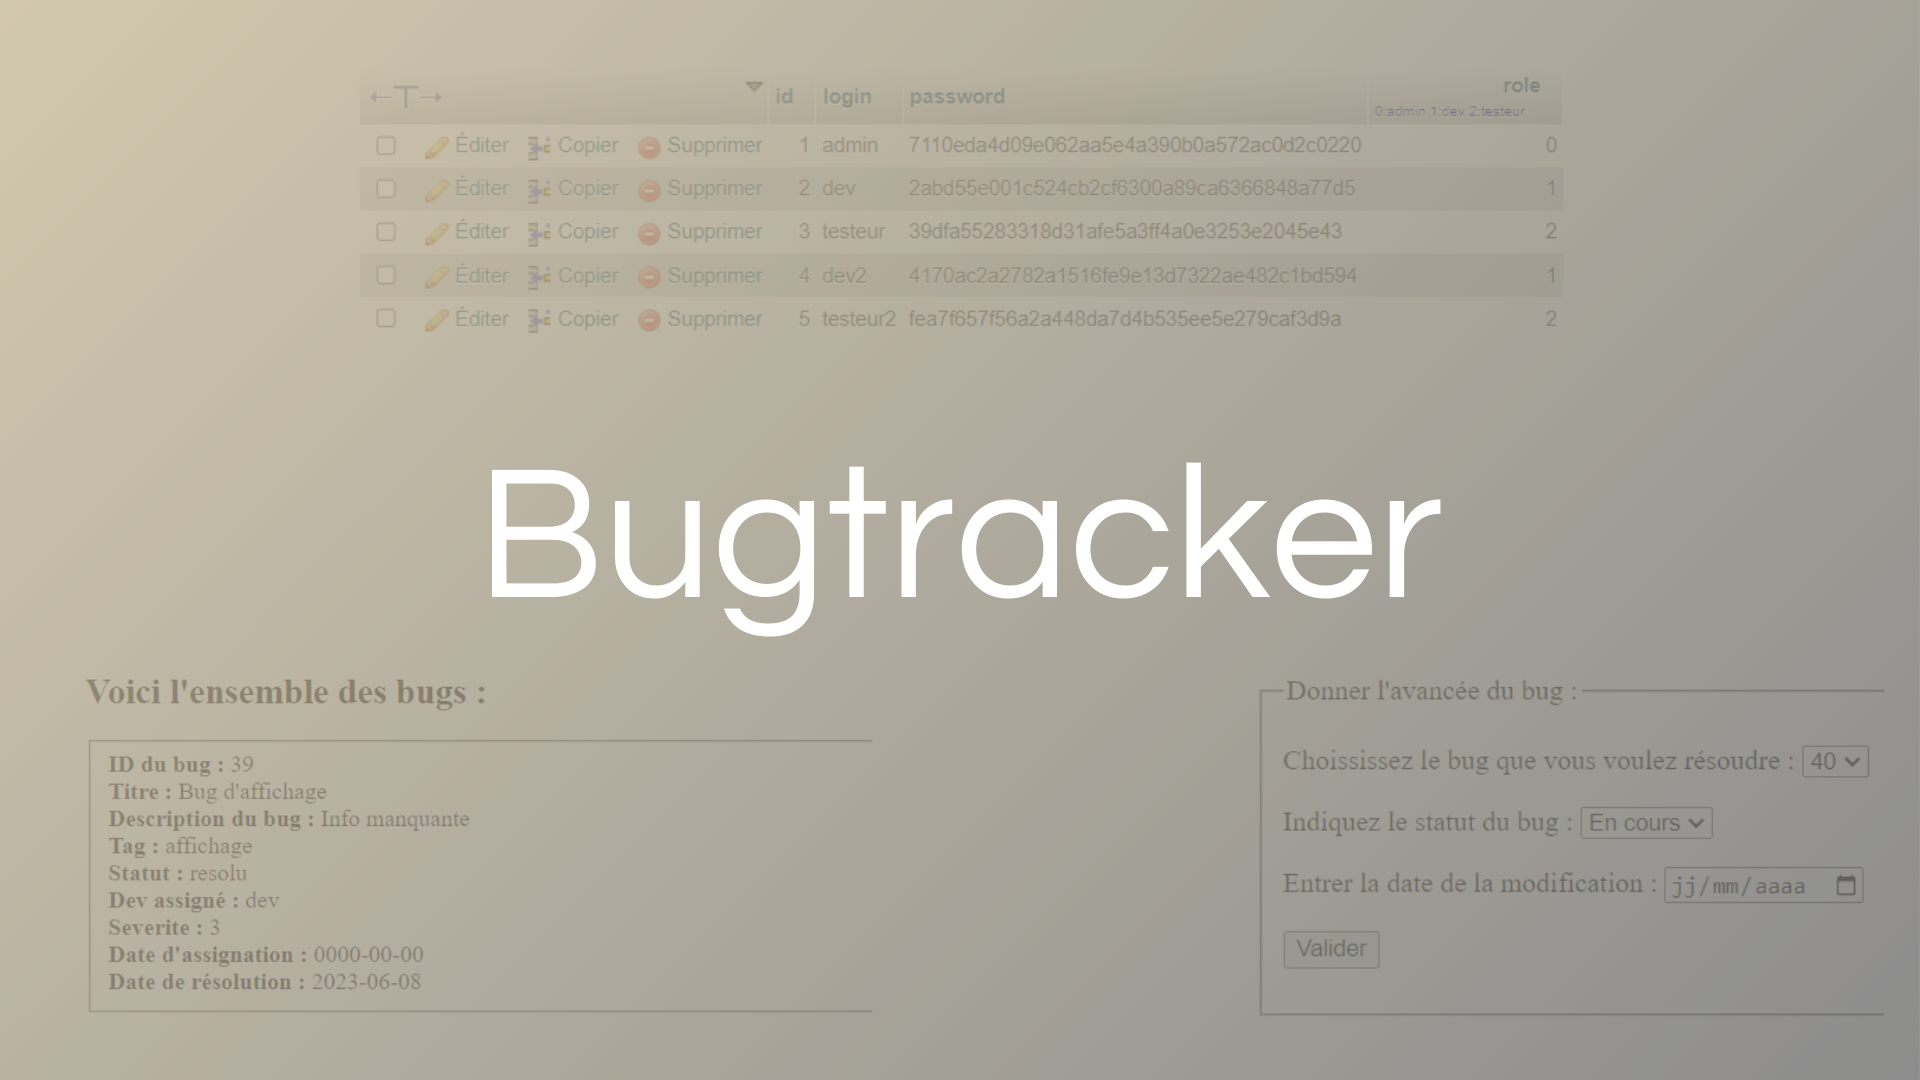 id login password role
0:admin 1:dev 2:testeur
Éditer Copier Supprimer 1 admin 7110eda4d09e062aa5e4a390b0a572ac0d2c0220 0
Éditer Copier Supprimer 2 dev 2abd55e001c524cb2cf6300a89ca6366848a77d5 1
Éditer Copier Supprimer 3 testeur 39dfa55283318d31afe5a3ff4a0e3253e2045e43 2
Éditer Copier Supprimer 4 dev2 4170ac2a2782a1516fe9e13d7322ae482c1bd594 1
Éditer Copier Supprimer 5 testeur2 fea7f657f56a2a448da7d4b535ee5e279caf3d9a 2
Bugtracker
Voici l'ensemble des bugs :
ID du bug : 39
Titre : Bug d'affichage
Description du bug : Info manquante
Tag : affichage
Statut : resolu
Dev assigné : dev
Severite : 3
Date d'assignation : 0000-00-00
Date de résolution : 2023-06-08
Donner l'avancée du bug :
Choississez le bug que vous voulez résoudre : 40
Indiquez le statut du bug : En cours
Entrer la date de la modification : jj/mm/aaaa
Valider